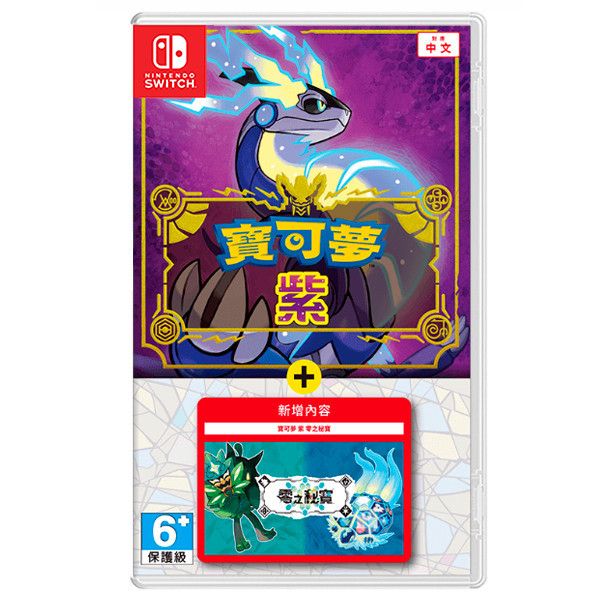 NINTENDO
SWITCH
對應
中文
寶可夢
紫
+
新增內容
寶可夢 紫 零之秘寶
零之秘寶
6+
保護級